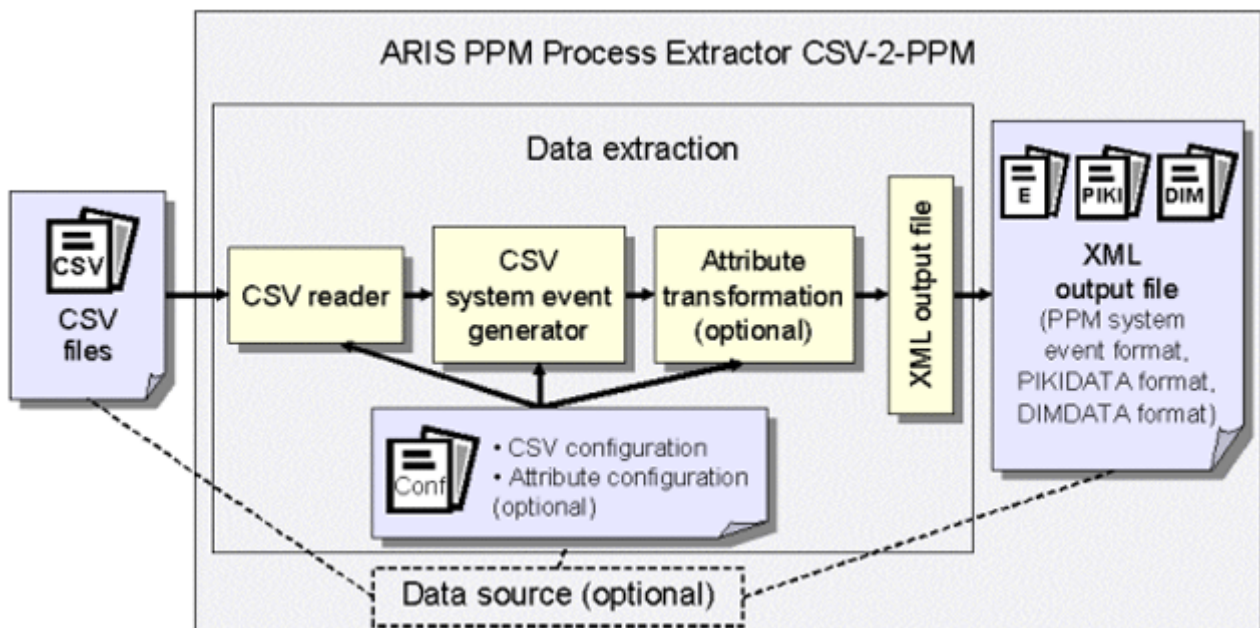 ARIS PPM Process Extractor CSV-2-PPM
Data extraction
CSV
CSV
files
CSV reader
CSV
system event
generator
Attribute
transformation
(optional)
XML output file
E
PIKI
DIM
XML
output file
(PPM system
event format,
PIKIDATA format,
DIMDATA format)
Conf
• CSV configuration
• Attribute configuration
(optional)
Data source (optional)